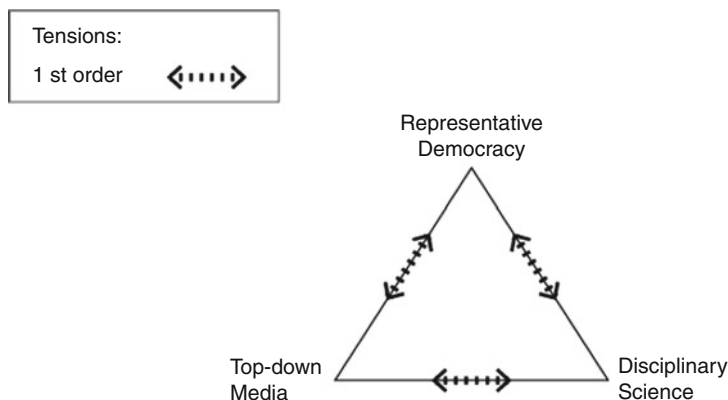 Tensions:
1 st order
Representative
Democracy
Top-down
Media
Disciplinary
Science